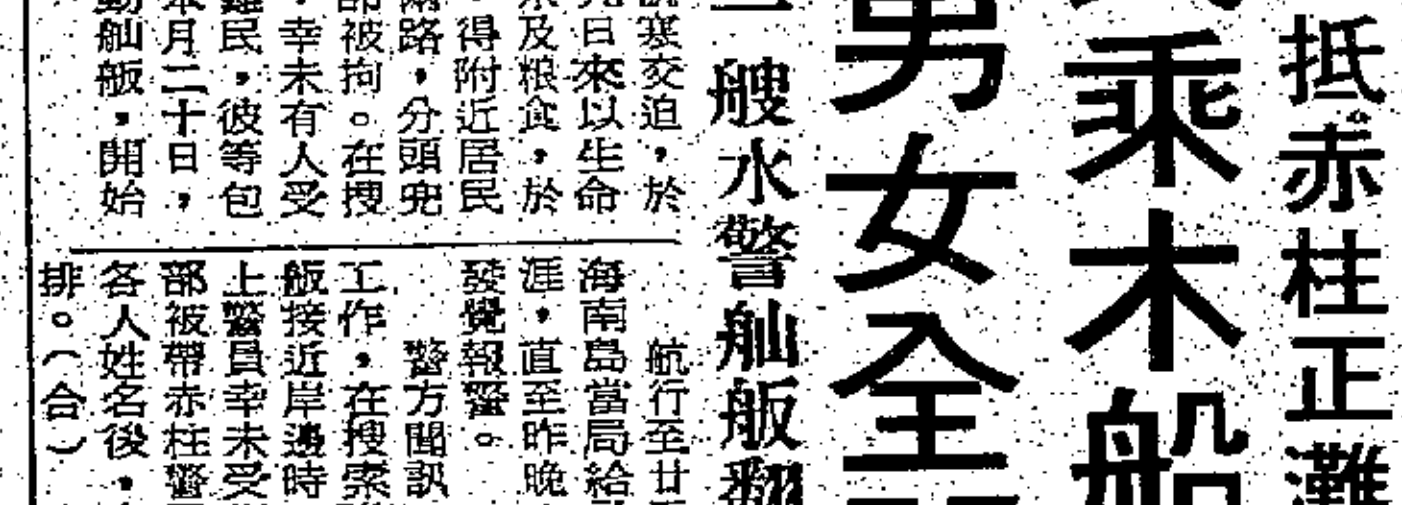 抵赤柱正灘
乘木船
男女全
艘水警舢舨翻
寒交迫，於
日來以生命
及粮食，於
得附近居民
路，分頭兜
被拘。在搜
幸未有人受
難民，彼等包
本月二十日，
動舢舨，開始
航行至廿
海南島當局給
涯，直至昨晚
發覺報警。
警方聞訊
工作，在搜索
舨接近岸邊時
上警員幸未受
部被帶赤柱警
各人姓名後，
排。（合）